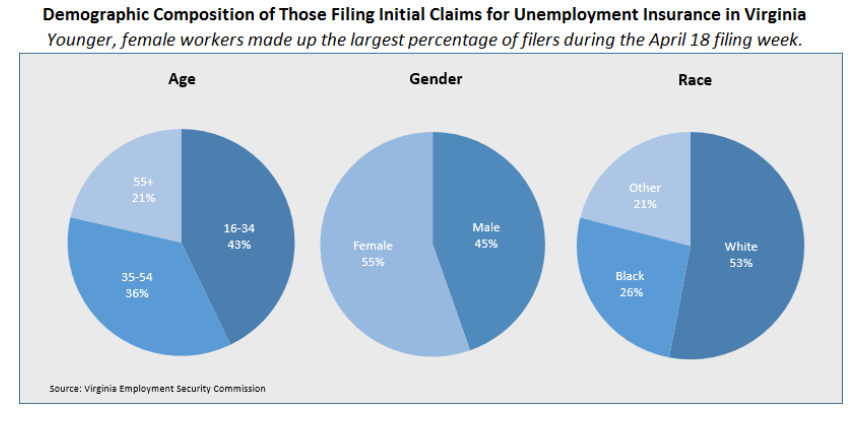 Demographic Composition of Those Filing Initial Claims for Unemployment Insurance in Virginia
Younger, female workers made up the largest percentage of filers during the April 18 filing week.
Age
55+
21%
16-34
43%
35-54
36%
Gender
Male
45%
Female
55%
Race
Other
21%
White
53%
Black
26%
Source: Virginia Employment Security Commission